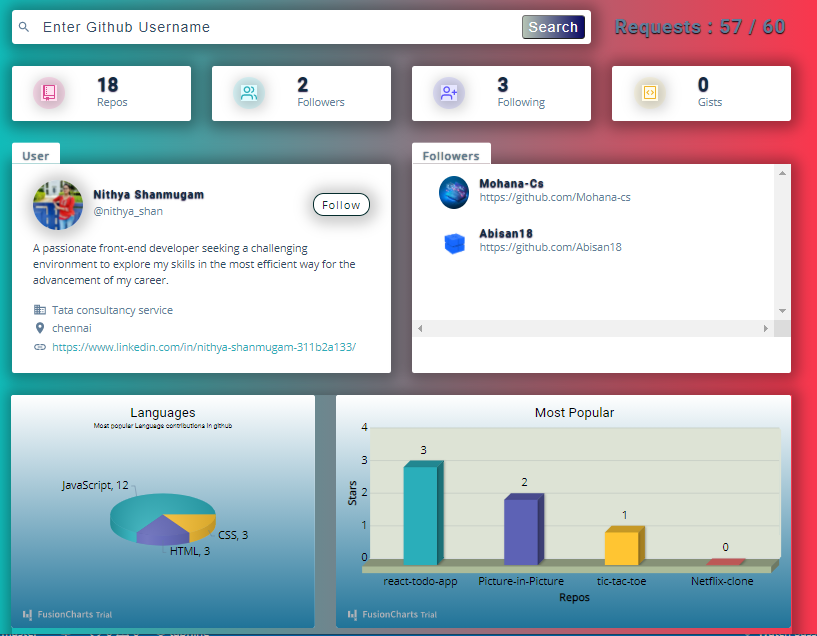 Enter Github Username
Search
Requests : 57 / 60
18
Repos
2
Followers
3
Following
0
Gists
User
Nithya Shanmugam
@nithya_shan
Follow
A passionate front-end developer seeking a challenging
environment to explore my skills in the most efficient way for the
advancement of my career.
Tata consultancy service
chennai
https://www.linkedin.com/in/nithya-shanmugam-311b2a133/
Followers
Mohana-Cs
https://github.com/Mohana-cs
Abisan18
https://github.com/Abisan18
Languages
Most popular Language contributions in github
JavaScript, 12
CSS, 3
HTML, 3
FusionCharts Trial
Most Popular
Stars
4
3
2
1
0
3
2
1
0
react-todo-app
Picture-in-Picture
tic-tac-toe
Netflix-clone
Repos
FusionCharts Trial